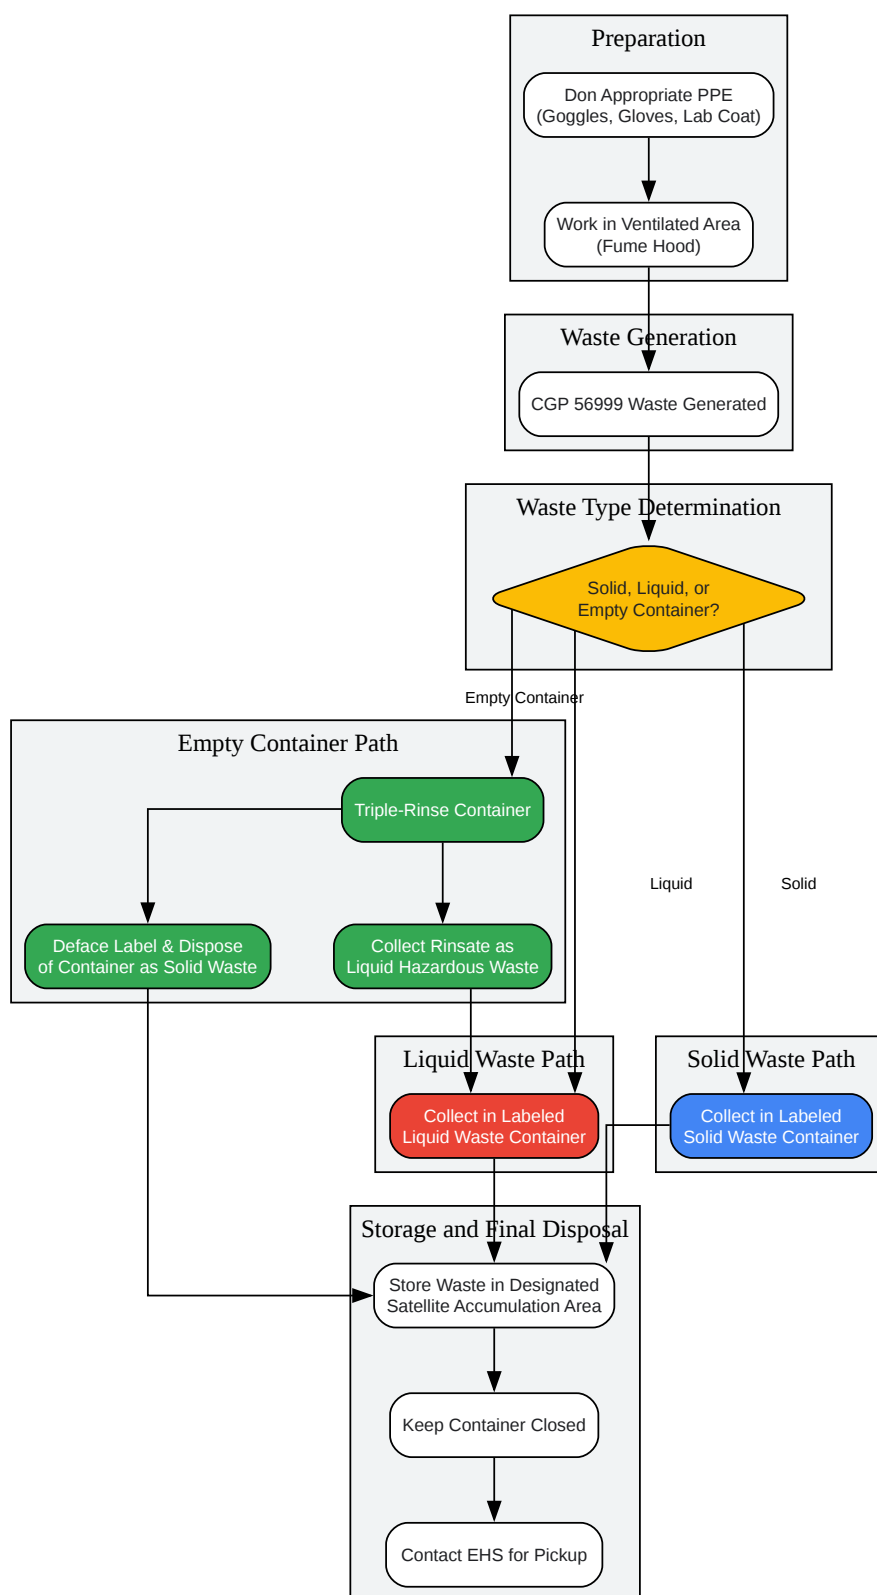 Preparation
Don Appropriate PPE
(Goggles, Gloves, Lab Coat)
Work in Ventilated Area
(Fume Hood)
Waste Generation
CGP 56999 Waste Generated
Waste Type Determination
Solid, Liquid, or
Empty Container?
Empty Container
Empty Container Path
Triple-Rinse Container
Liquid
Solid
Deface Label & Dispose
of Container as Solid Waste
Collect Rinsate as
Liquid Hazardous Waste
Liquid Waste Path
Solid Waste Path
Collect in Labeled
Liquid Waste Container
Collect in Labeled
Solid Waste Container
Storage and Final Disposal
Store Waste in Designated
Satellite Accumulation Area
Keep Container Closed
Contact EHS for Pickup